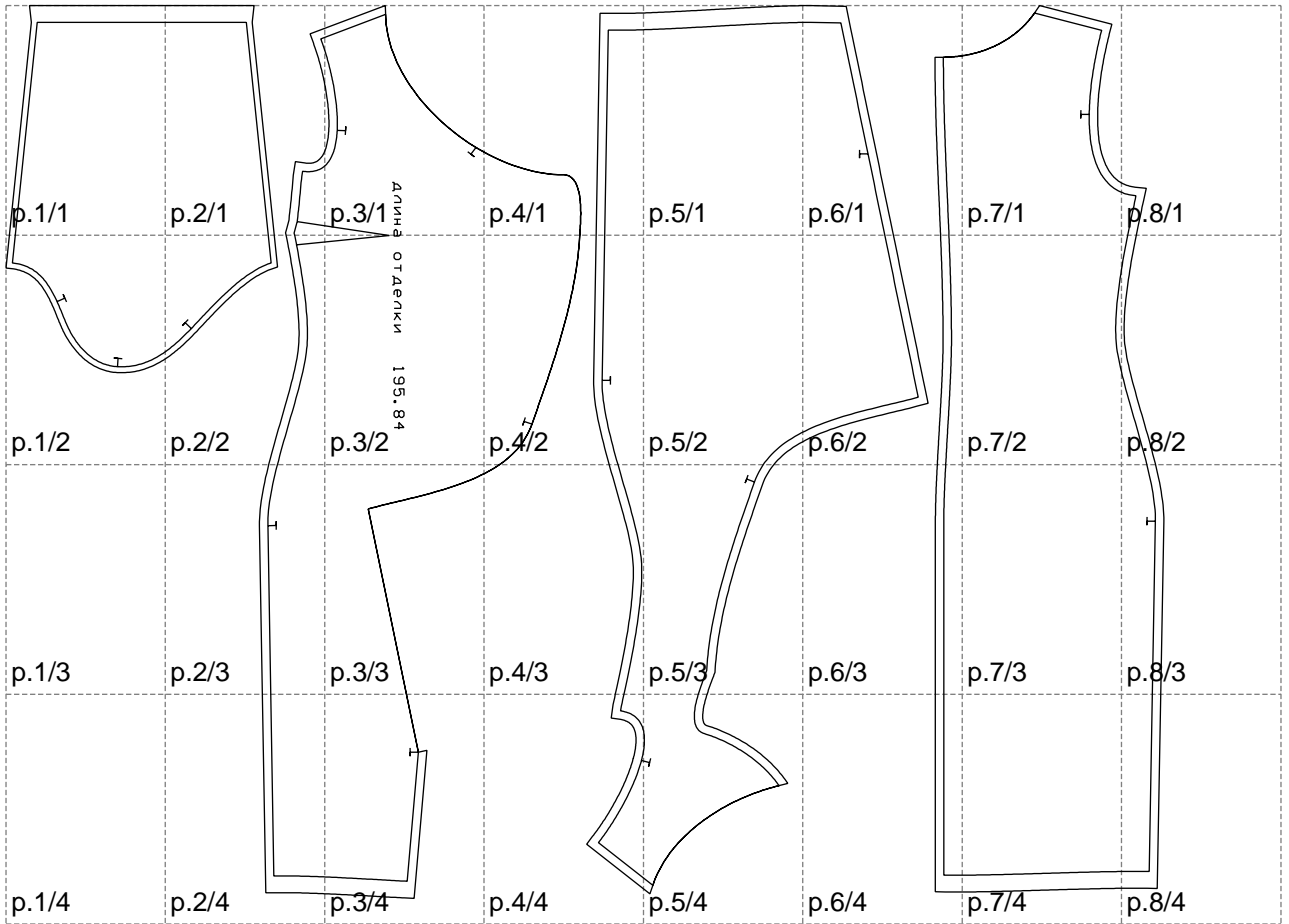 p.1/1 p.2/1 p.3/1 p.4/1 p.5/1 p.6/1 p.7/1 p.8/1
длина отделки 195.84
p.1/2 p.2/2 p.3/2 p.4/2 p.5/2 p.6/2 p.7/2 p.8/2
p.1/3 p.2/3 p.3/3 p.4/3 p.5/3 p.6/3 p.7/3 p.8/3
p.1/4 p.2/4 p.3/4 p.4/4 p.5/4 p.6/4 p.7/4 p.8/4